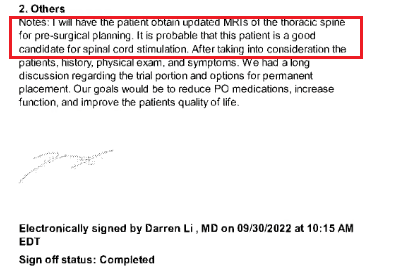 2. Others
Notes: I will have the patient obtain updated MRIs of the thoracic spine
for pre-surgical planning. It is probable that this patient is a good
candidate for spinal cord stimulation. After taking into consideration the
patients, history, physical exam, and symptoms. We had a long
discussion regarding the trial portion and options for permanent
placement. Our goals would be to reduce PO medications, increase
function, and improve the patients quality of life.
Electronically signed by Darren Li , MD on 09/30/2022 at 10:15 AM
EDT
Sign off status: Completed